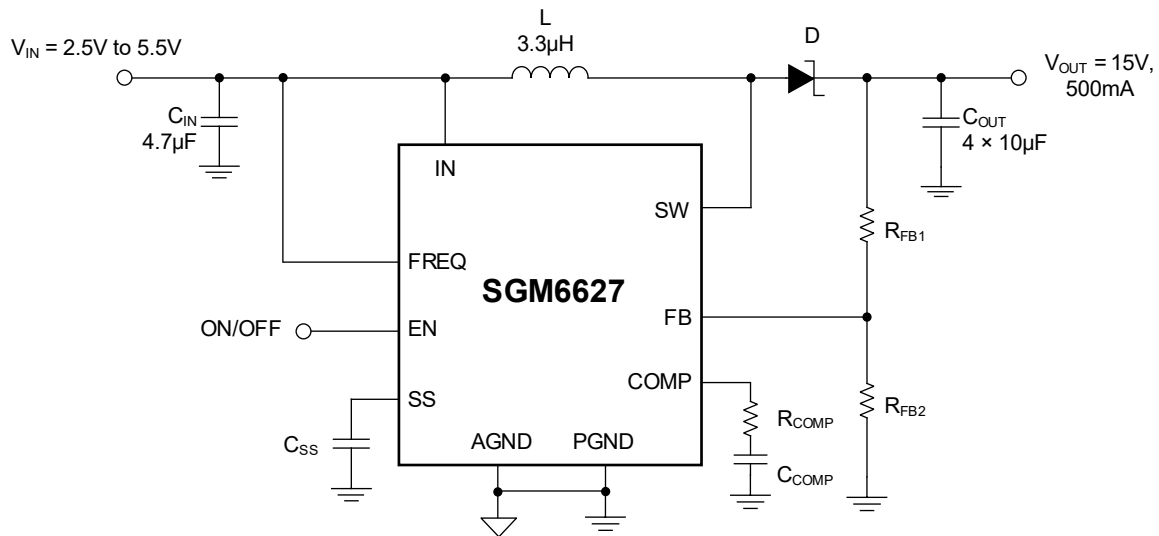 L
3.3µH
D
V_IN = 2.5V to 5.5V
V_OUT = 15V,
500mA
C_IN
4.7µF
C_OUT
4 × 10µF
IN
SW
R_FB1
FREQ
SGM6627
FB
ON/OFF
EN
COMP
SS
R_COMP
R_FB2
C_SS
AGND
PGND
C_COMP